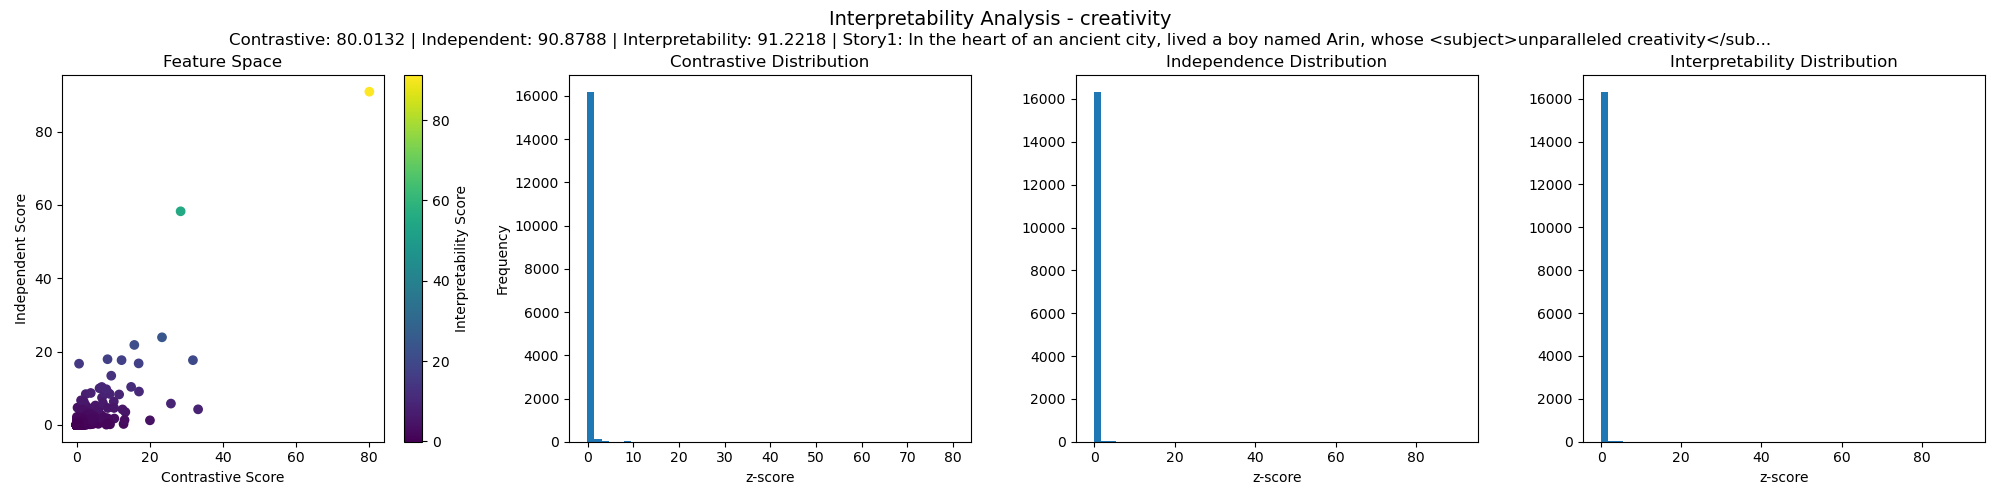 Interpretability Analysis - creativity
Contrastive: 80.0132 | Independent: 90.8788 | Interpretability: 91.2218 | Story1: In the heart of an ancient city, lived a boy named Arin, whose <subject>unparalleled creativity</sub...
Feature Space
80
60
40
20
0
Independent Score
0 20 40 60 80
Contrastive Score
80
60
40
20
0
Interpretability Score
Contrastive Distribution
16000
14000
12000
10000
8000
6000
4000
2000
0
Frequency
0 10 20 30 40 50 60 70 80
z-score
Independence Distribution
16000
14000
12000
10000
8000
6000
4000
2000
0
0 20 40 60 80
z-score
Interpretability Distribution
16000
14000
12000
10000
8000
6000
4000
2000
0
0 20 40 60 80
z-score